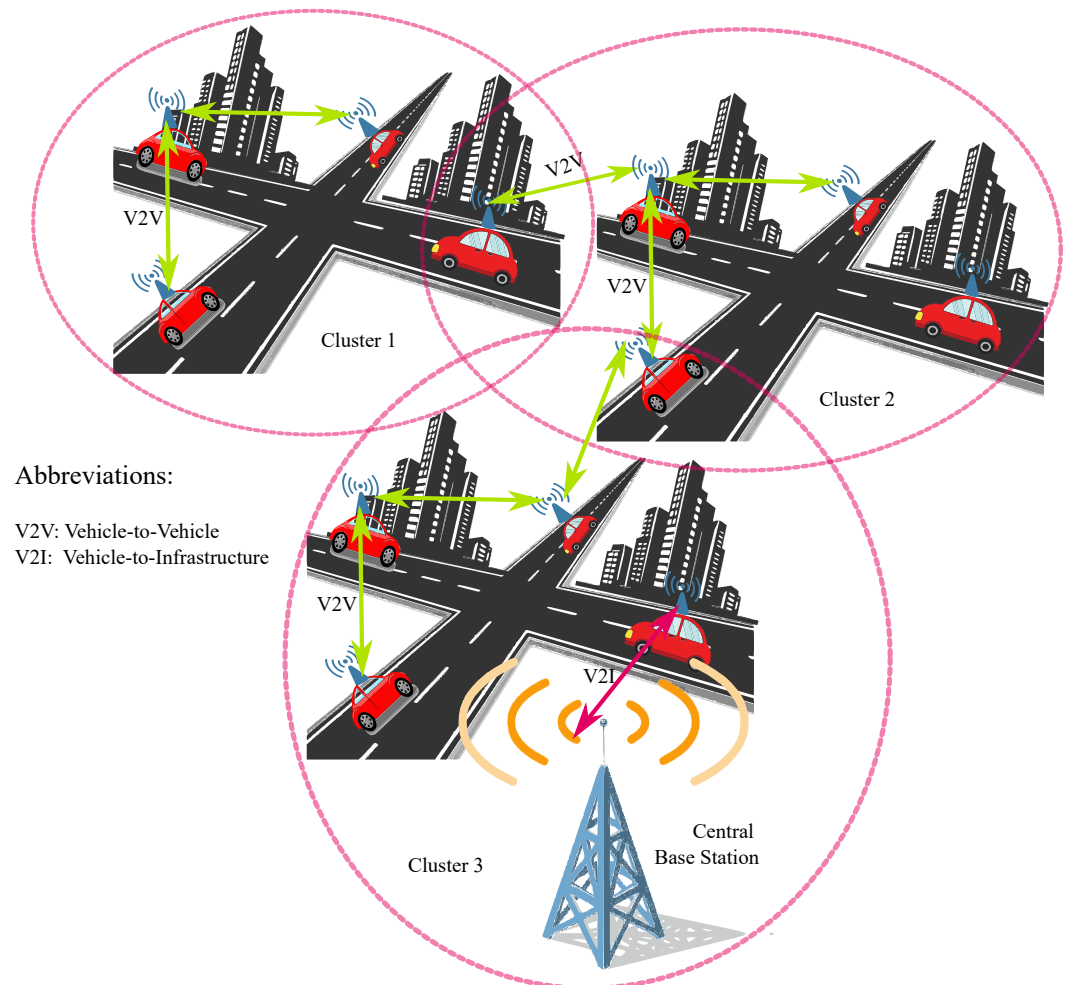 V2V
V2V
V2V
Cluster 1
Cluster 2
Abbreviations:
V2V: Vehicle-to-Vehicle
V2I: Vehicle-to-Infrastructure
V2V
V2I
Central
Base Station
Cluster 3